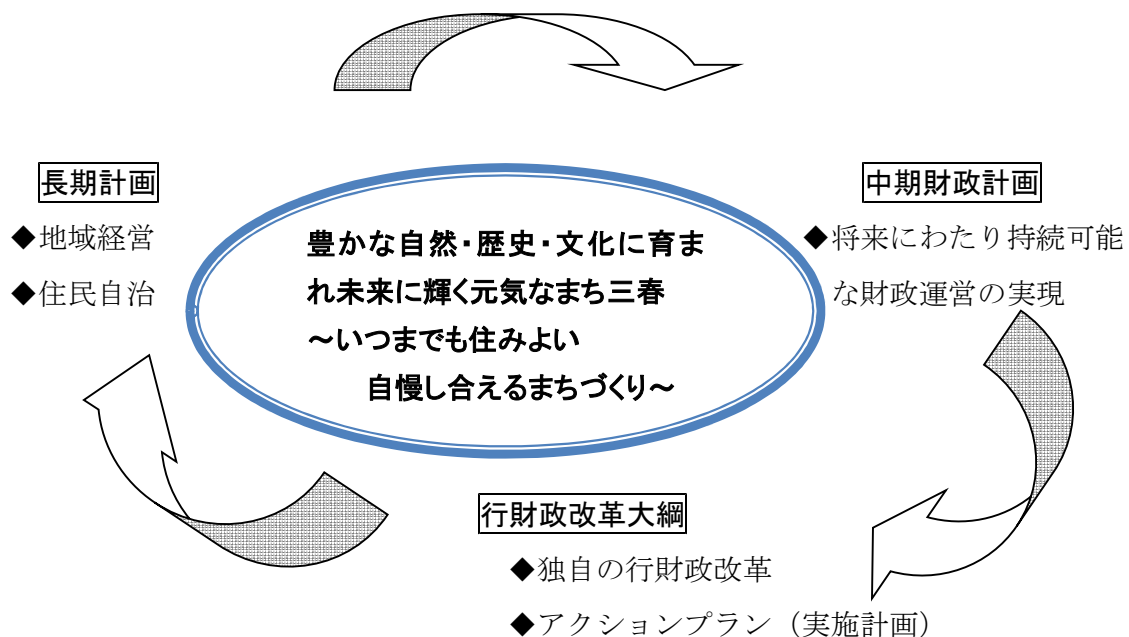 長期計画
◆地域経営
◆住民自治
豊かな自然・歴史・文化に育ま
れ未来に輝く元気なまち三春
～いつまでも住みよい
自慢し合えるまちづくり～
中期財政計画
◆将来にわたり持続可能
な財政運営の実現
行財政改革大綱
◆独自の行財政改革
◆アクションプラン（実施計画）